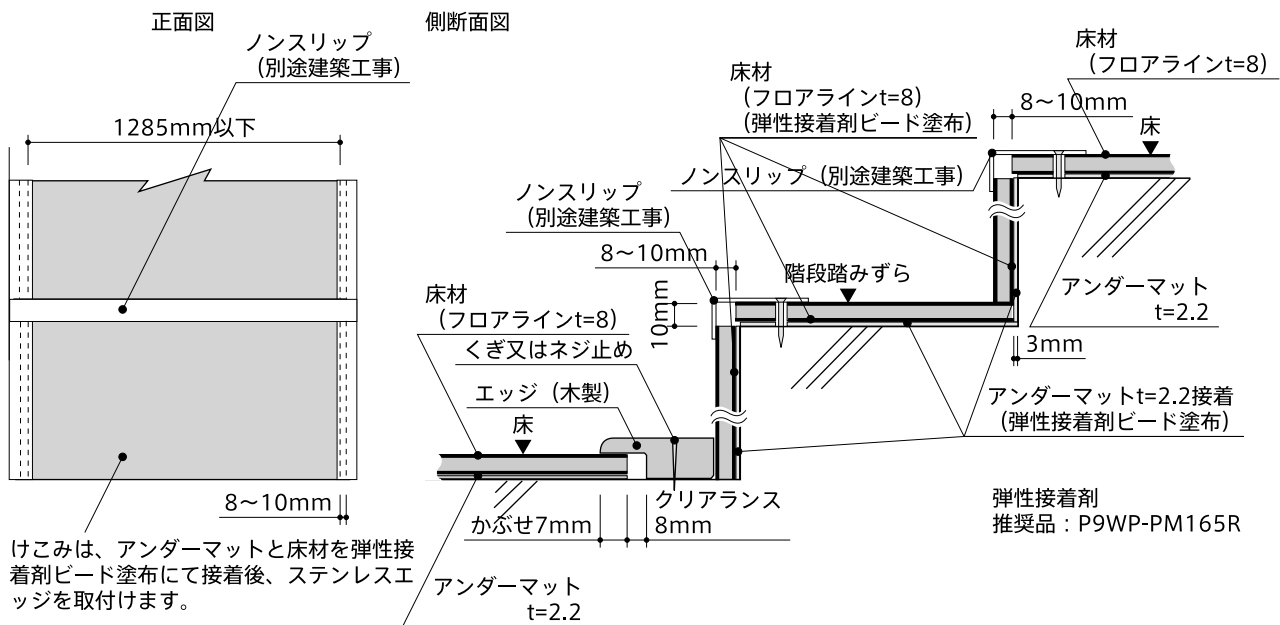 正面図
ノンスリップ
(別途建築工事)
1285mm以下
8〜10mm
けこみは、アンダーマットと床材を弾性接
着剤ビード塗布にて接着後、ステンレスエ
ッジを取付けます。
側断面図
床材
(フロアラインt=8)
8〜10mm
床
床材
(フロアラインt=8)
(弾性接着剤ビード塗布)
ノンスリップ(別途建築工事)
ノンスリップ
(別途建築工事)
8〜10mm
階段踏みずら
10mm
アンダーマット
t=2.2
3mm
床材
(フロアラインt=8)
くぎ又はネジ止め
エッジ(木製)
床
アンダーマットt=2.2接着
(弾性接着剤ビード塗布)
クリアランス
かぶせ7mm
8mm
アンダーマット
t=2.2
弾性接着剤
推奨品:P9WP-PM165R